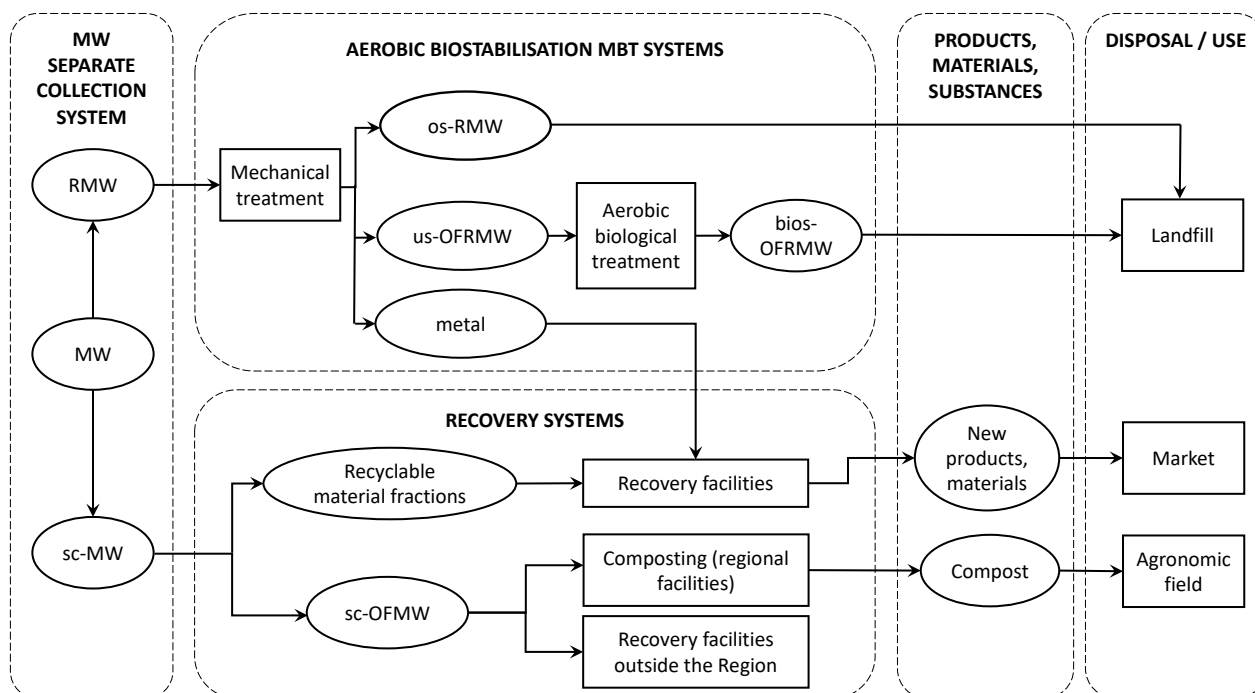 MW
SEPARATE
COLLECTION
SYSTEM
RMW
MW
sc-MW
AEROBIC BIOSTABILISATION MBT SYSTEMS
Mechanical
treatment
os-RMW
us-OFRMW
metal
Aerobic
biological
treatment
bios-
OFRMW
RECOVERY SYSTEMS
Recyclable
material fractions
sc-OFMW
Recovery facilities
Composting (regional
facilities)
Recovery facilities
outside the Region
PRODUCTS,
MATERIALS,
SUBSTANCES
New
products,
materials
Compost
DISPOSAL / USE
Landfill
Market
Agronomic
field